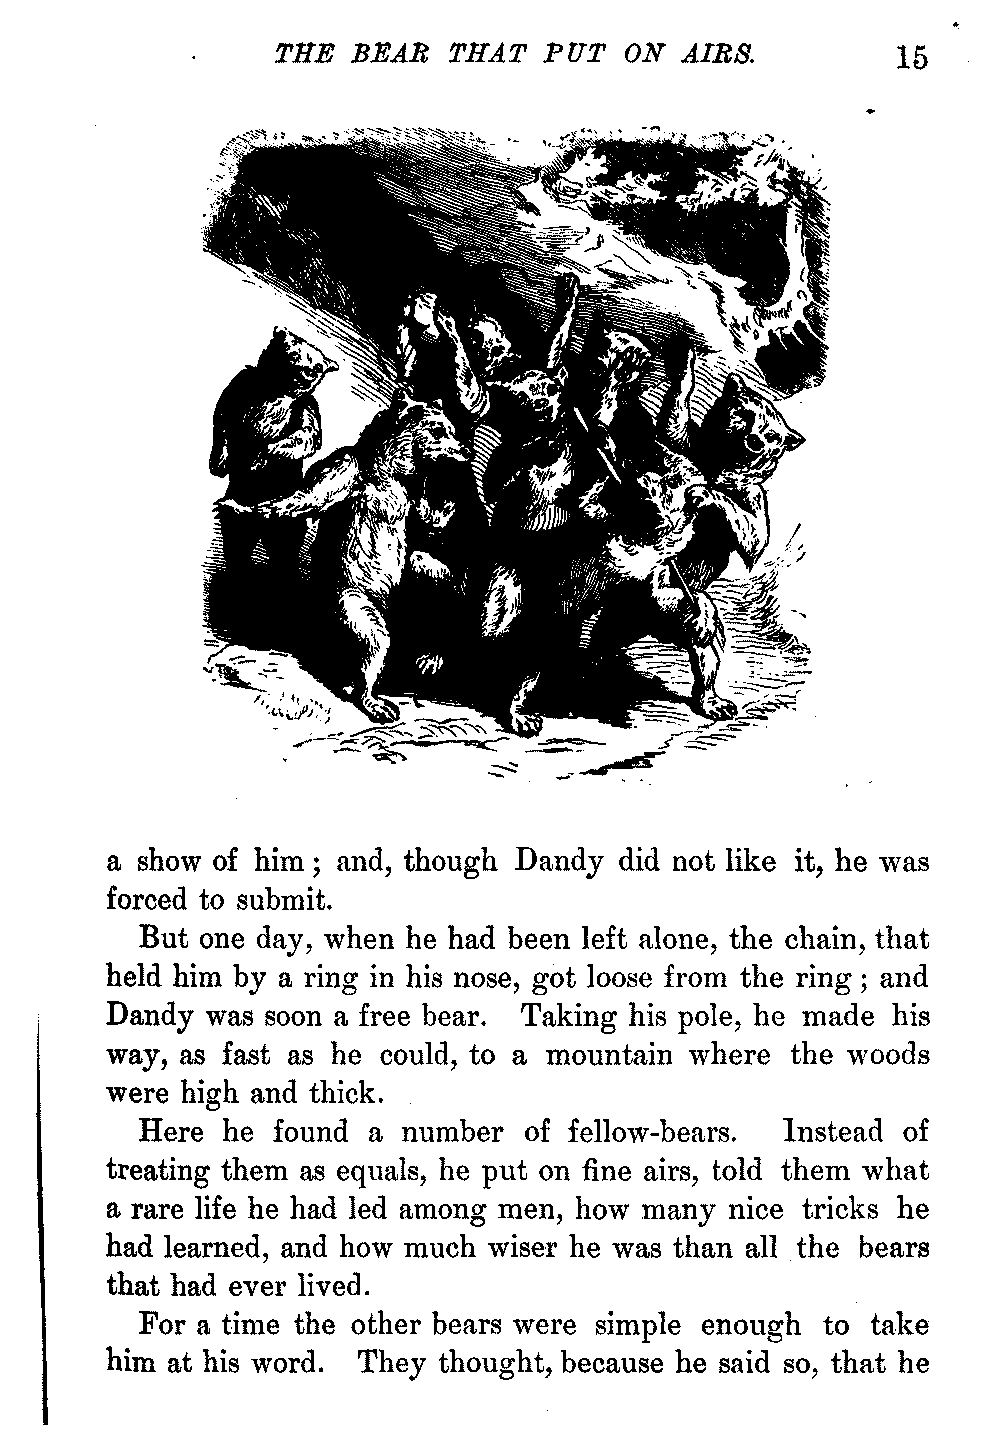 THE BEAR THAT PUT ON AIRS. 15
a show of him; and, though Dandy did not like it, he was
forced to submit.
But one day, when he had been left alone, the chain, that
held him by a ring in his nose, got loose from the ring; and
Dandy was soon a free bear. Taking his pole, he made his
way, as fast as he could, to a mountain where the woods
were high and thick.
Here he found a number of fellow-bears. Instead of
treating them as equals, he put on fine airs, told them what
a rare life he had led among men, how many nice tricks he
had learned, and how much wiser he was than all the bears
that had ever lived.
For a time the other bears were simple enough to take
him at his word. They thought, because he said so, that he